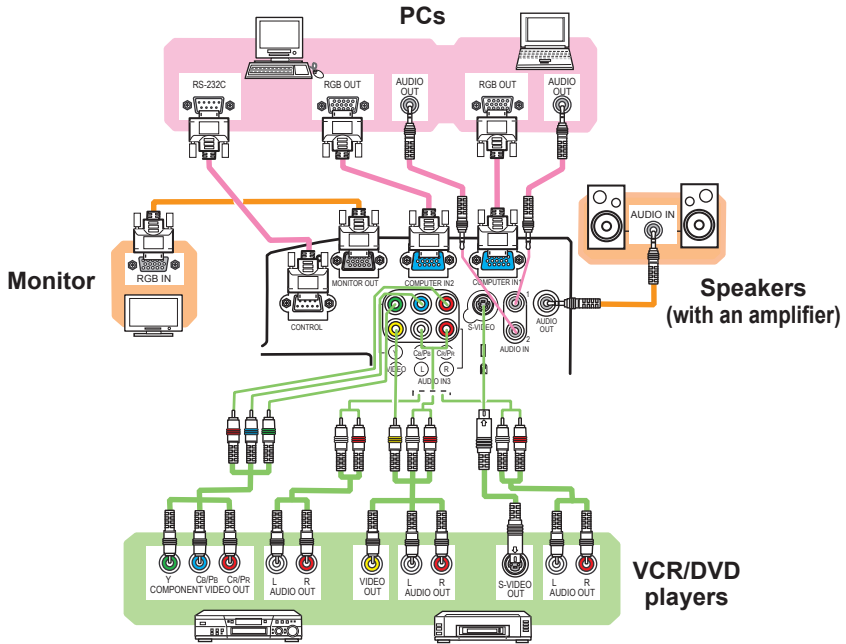 PCs
RS-232C
RGB OUT
AUDIO
OUT
RGB OUT
AUDIO
OUT
AUDIO IN
RGB IN
Monitor
MONITOR OUT
COMPUTER IN2
COMPUTER IN1
Speakers
(with an amplifier)
CONTROL
S-VIDEO
1
2
AUDIO IN
AUDIO
OUT
Y
CB/PB
CR/PR
VIDEO
L
R
AUDIO IN3
Y
CB/PB
CR/PR
COMPONENT VIDEO OUT
L
R
AUDIO OUT
VIDEO
OUT
L
R
AUDIO OUT
S-VIDEO
OUT
L
R
AUDIO OUT
VCR/DVD
players